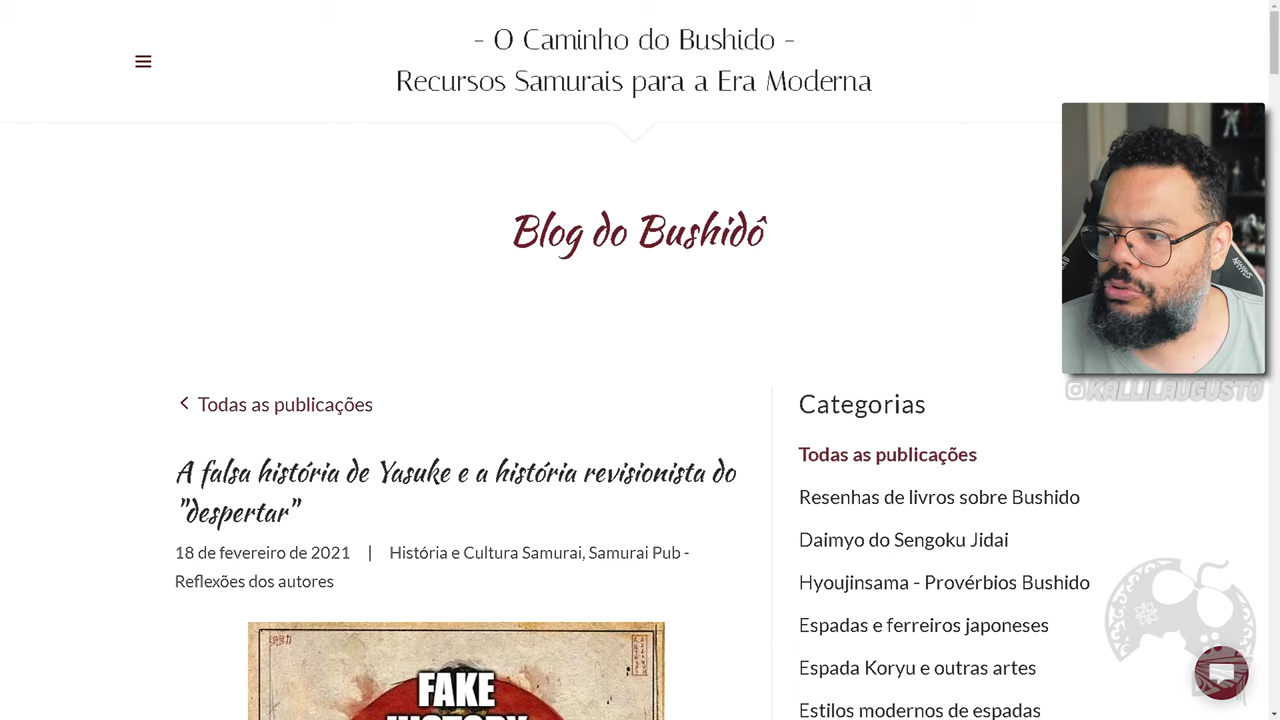 - O Caminho do Bushido -
Recursos Samurais para a Era Moderna
Blog do Bushidô
Todas as publicações
A falsa história de Yasuke e a história revisionista do
"despertar"
18 de fevereiro de 2021 | História e Cultura Samurai, Samurai Pub -
Reflexões dos autores
FAKE
HISTORY
Categorias
Todas as publicações
Resenhas de livros sobre Bushido
Daimyo do Sengoku Jidai
Hyoujinsama - Provérbios Bushido
Espadas e ferreiros japoneses
Espada Koryu e outras artes
Estilos modernos de espadas
@KALLILAUGUSTO